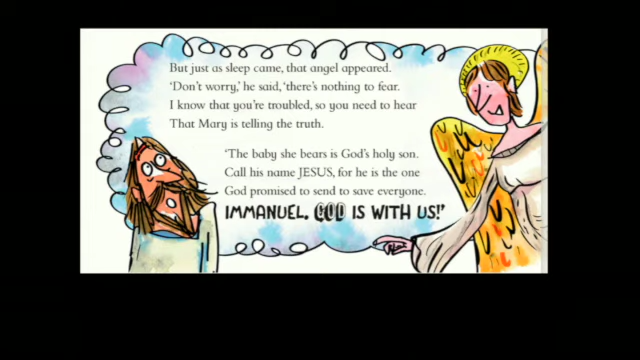 But just as sleep came, that angel appeared.
‘Don’t worry,’ he said, ‘there’s nothing to fear.
I know that you’re troubled, so you need to hear
That Mary is telling the truth.
‘The baby she bears is God’s holy son.
Call his name JESUS, for he is the one
God promised to send to save everyone.
IMMANUEL, GOD IS WITH US!’